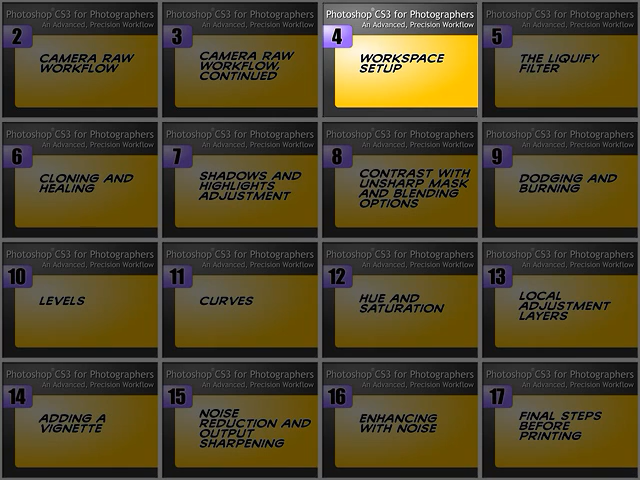 Photoshop® CS3 for Photographers
An Advanced, Precision Workflow
2
CAMERA RAW
WORKFLOW
Photoshop® CS3 for Photographers
An Advanced, Precision Workflow
3
CAMERA RAW
WORKFLOW,
CONTINUED
Photoshop® CS3 for Photographers
An Advanced, Precision Workflow
4
WORKSPACE
SETUP
Photoshop® CS3 for Photographers
An Advanced, Precision Workflow
5
THE LIQUIFY
FILTER
Photoshop® CS3 for Photographers
An Advanced, Precision Workflow
6
CLONING AND
HEALING
Photoshop® CS3 for Photographers
An Advanced, Precision Workflow
7
SHADOWS AND
HIGHLIGHTS
ADJUSTMENT
Photoshop® CS3 for Photographers
An Advanced, Precision Workflow
8
CONTRAST WITH
UNSHARP MASK
AND BLENDING
OPTIONS
Photoshop® CS3 for Photographers
An Advanced, Precision Workflow
9
DODGING AND
BURNING
Photoshop® CS3 for Photographers
An Advanced, Precision Workflow
10
LEVELS
Photoshop® CS3 for Photographers
An Advanced, Precision Workflow
11
CURVES
Photoshop® CS3 for Photographers
An Advanced, Precision Workflow
12
HUE AND
SATURATION
Photoshop® CS3 for Photographers
An Advanced, Precision Workflow
13
LOCAL
ADJUSTMENT
LAYERS
Photoshop® CS3 for Photographers
An Advanced, Precision Workflow
14
ADDING A
VIGNETTE
Photoshop® CS3 for Photographers
An Advanced, Precision Workflow
15
NOISE
REDUCTION AND
OUTPUT
SHARPENING
Photoshop® CS3 for Photographers
An Advanced, Precision Workflow
16
ENHANCING
WITH NOISE
Photoshop® CS3 for Photographers
An Advanced, Precision Workflow
17
FINAL STEPS
BEFORE
PRINTING